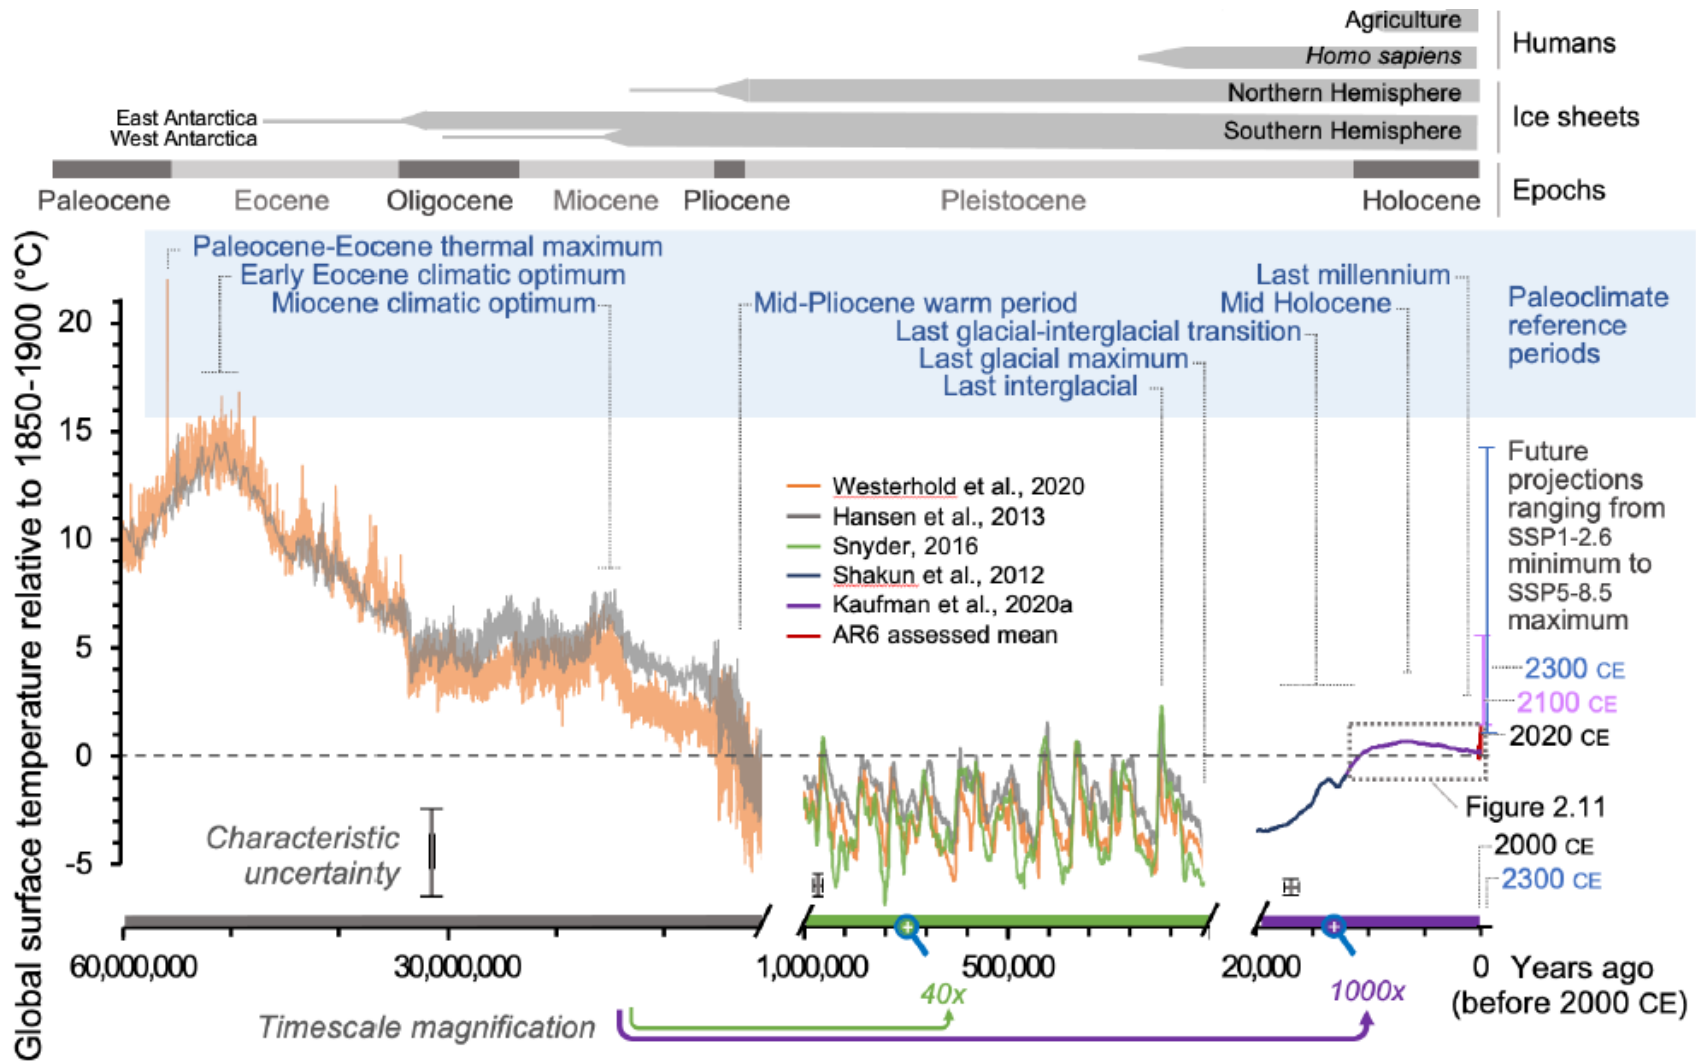 Agriculture
Homo sapiens
Humans
Northern Hemisphere
East Antarctica
West Antarctica
Southern Hemisphere
Ice sheets
Paleocene Eocene Oligocene Miocene Pliocene Pleistocene Holocene
Epochs
Global surface temperature relative to 1850-1900 (°C)
Paleocene-Eocene thermal maximum
Early Eocene climatic optimum
Miocene climatic optimum
Mid-Pliocene warm period
Last millennium
Mid Holocene
Last glacial-interglacial transition
Last glacial maximum
Last interglacial
Paleoclimate
reference
periods
20
15
10
5
0
-5
Westerhold et al., 2020
Hansen et al., 2013
Snyder, 2016
Shakun et al., 2012
Kaufman et al., 2020a
AR6 assessed mean
Future
projections
ranging from
SSP1-2.6
minimum to
SSP5-8.5
maximum
2300 CE
2100 CE
2020 CE
Figure 2.11
2000 CE
2300 CE
Characteristic
uncertainty
60,000,000 30,000,000 1,000,000 500,000 20,000 0
Years ago
(before 2000 CE)
40x
1000x
Timescale magnification